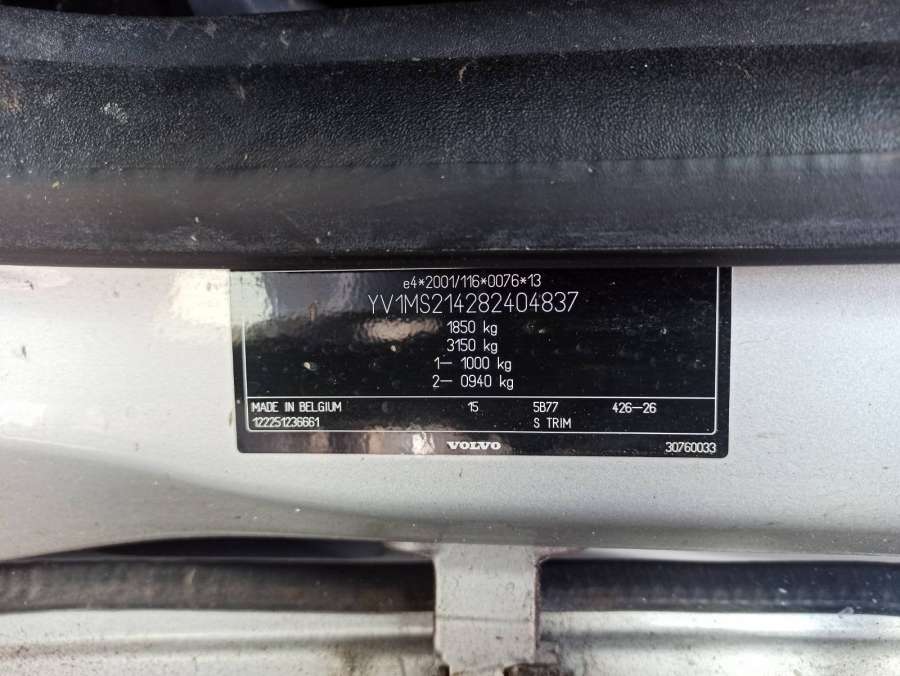 e4*2001/116*0076*13
YV1MS214282404837
1850 kg
3150 kg
1– 1000 kg
2– 0940 kg
MADE IN BELGIUM 15 5B77 426–26
122251236661 S TRIM
VOLVO 30760033